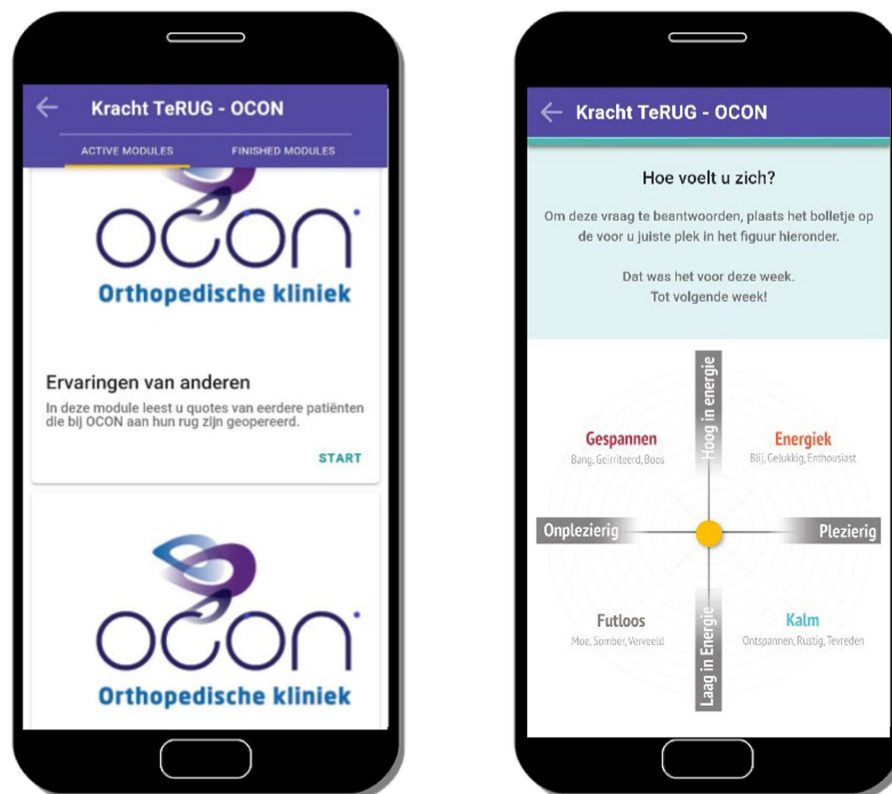 Kracht TeRUG - OCON
ACTIVE MODULES
FINISHED MODULES
ocon
Orthopedische kliniek
Ervaringen van anderen
In deze module leest u quotes van eerdere patiënten
die bij OCON aan hun rug zijn geopereerd.
START
ocon
Orthopedische kliniek
Kracht TeRUG - OCON
Hoe voelt u zich?
Om deze vraag te beantwoorden, plaats het bolletje op
de voor u juiste plek in het figuur hieronder.
Dat was het voor deze week.
Tot volgende week!
Hoog in energie
Gespannen
Bang, Geïrriteerd, Boos
Energiek
Blij, Gelukkig, Enthousiast
Onplezierig
Plezierig
Futloos
Moe, Somber, Verveeld
Laag in Energie
Kalm
Ontspannen, Rustig, Tevreden